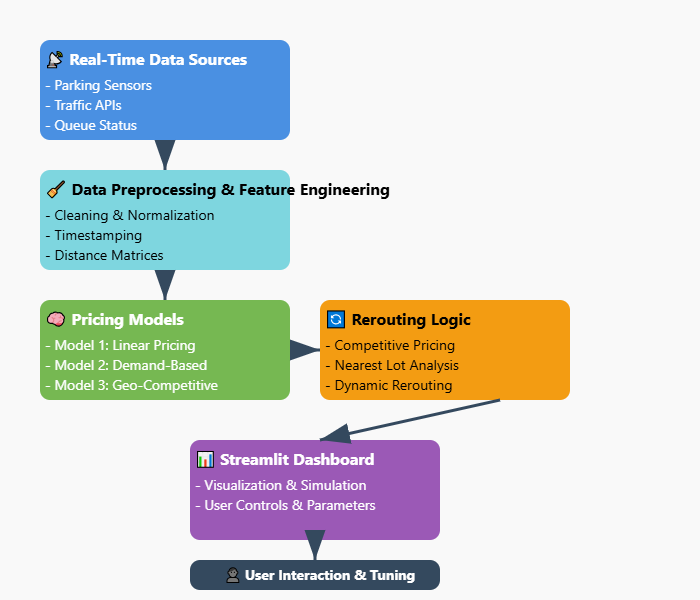 Real-Time Data Sources
- Parking Sensors
- Traffic APIs
- Queue Status
Data Preprocessing & Feature Engineering
- Cleaning & Normalization
- Timestamping
- Distance Matrices
Pricing Models
- Model 1: Linear Pricing
- Model 2: Demand-Based
- Model 3: Geo-Competitive
Rerouting Logic
- Competitive Pricing
- Nearest Lot Analysis
- Dynamic Rerouting
Streamlit Dashboard
- Visualization & Simulation
- User Controls & Parameters
User Interaction & Tuning